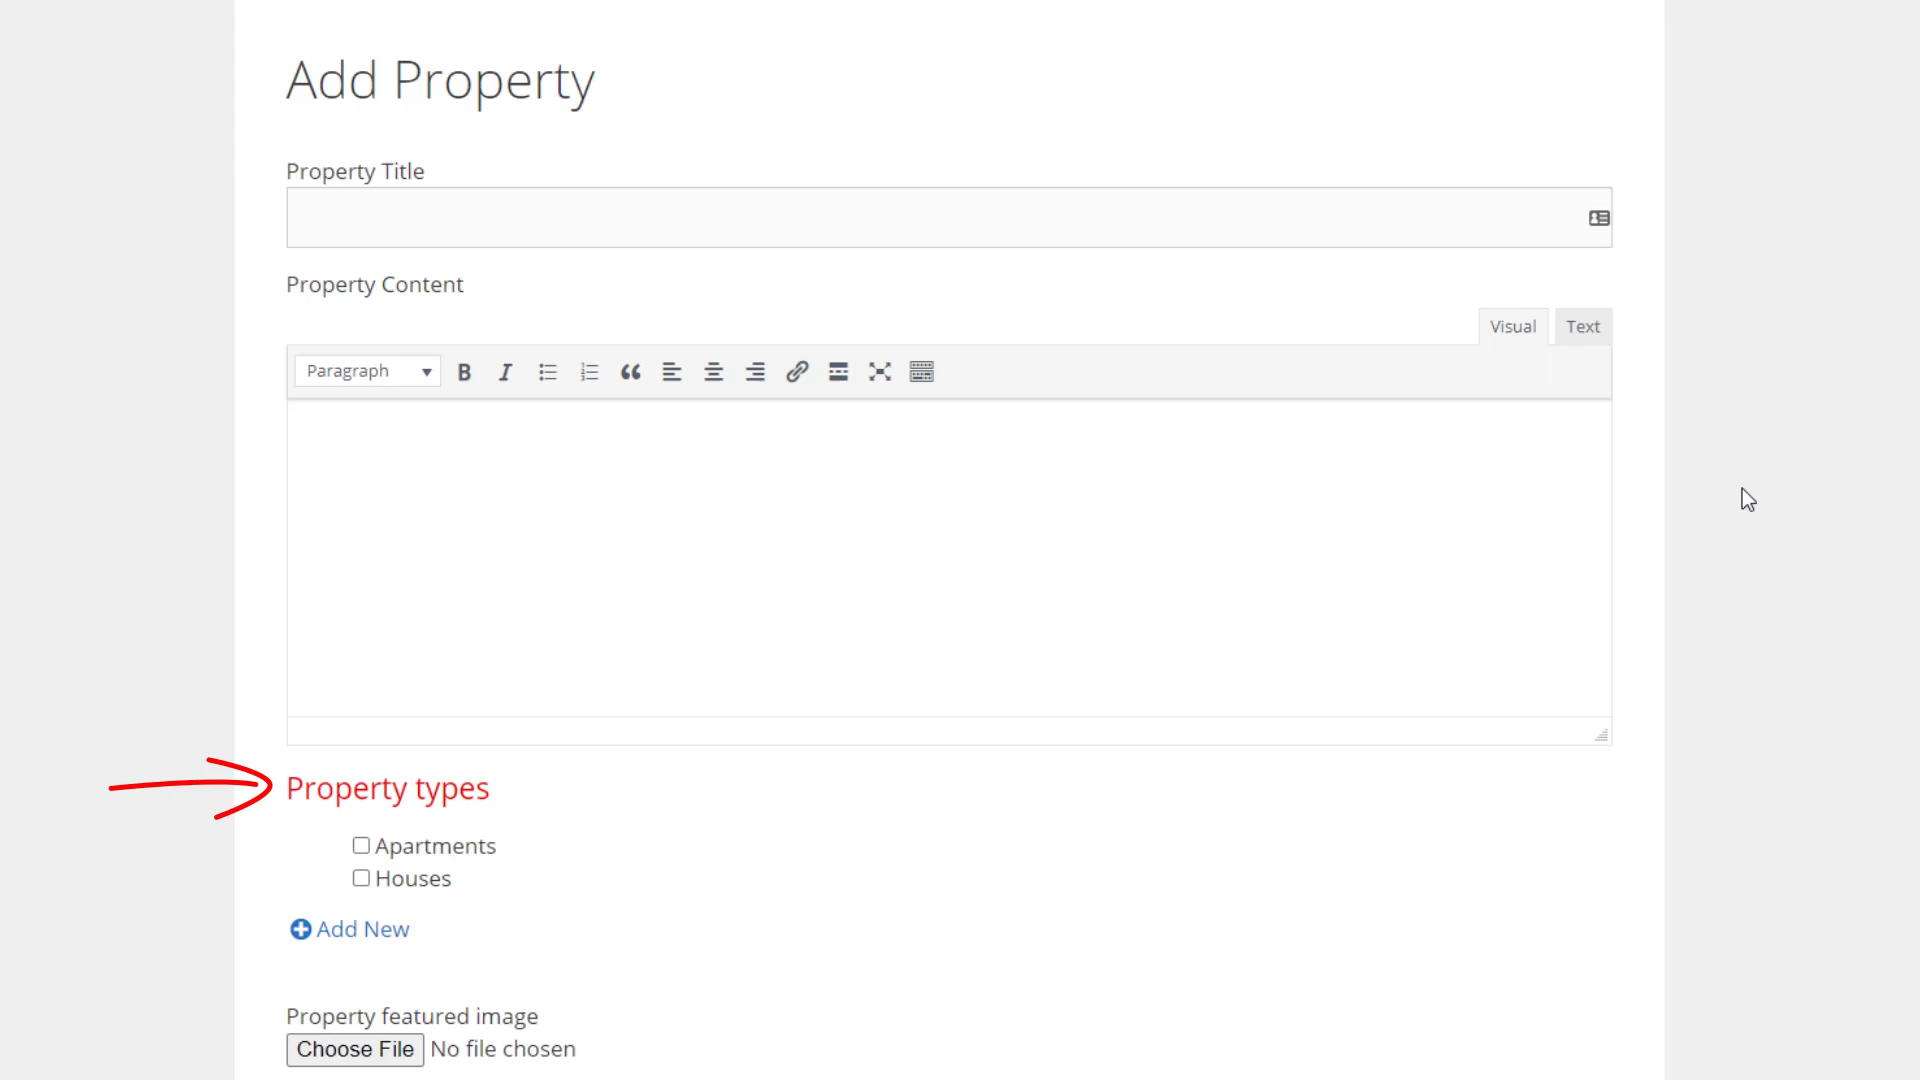 Add Property
Property Title
Property Content
Visual Text
Paragraph
Property types
Apartments
Houses
Add New
Property featured image
Choose File No file chosen